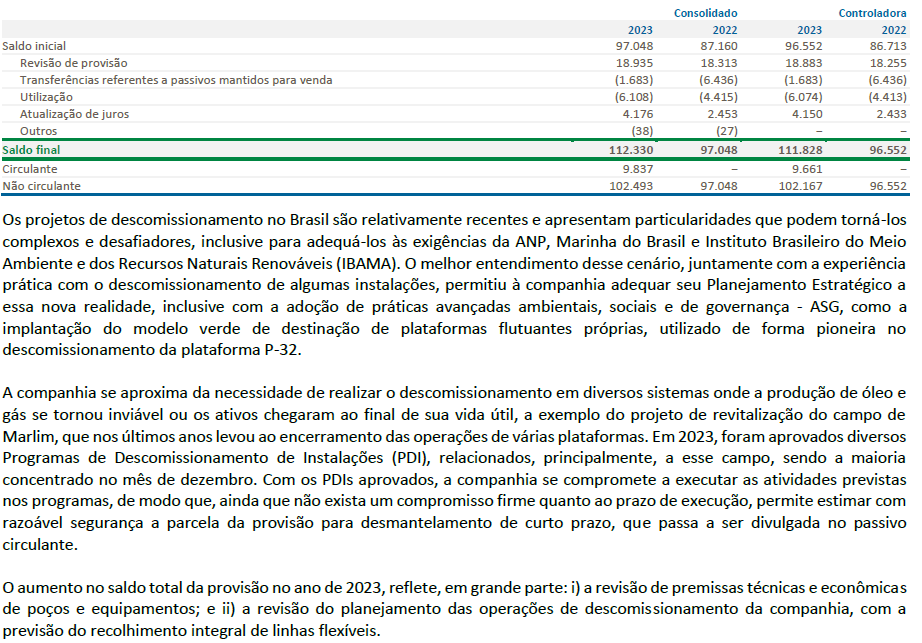 Consolidado Controladora
2023 2022 2023 2022
Saldo inicial 97.048 87.160 96.552 86.713
Revisão de provisão 18.935 18.313 18.883 18.255
Transferências referentes a passivos mantidos para venda (1.683) (6.436) (1.683) (6.436)
Utilização (6.108) (4.415) (6.074) (4.413)
Atualização de juros 4.176 2.453 4.150 2.433
Outros (38) (27) – –
Saldo final 112.330 97.048 111.828 96.552
Circulante 9.837 – 9.661 –
Não circulante 102.493 97.048 102.167 96.552
Os projetos de descomissionamento no Brasil são relativamente recentes e apresentam particularidades que podem torná-los
complexos e desafiadores, inclusive para adequá-los às exigências da ANP, Marinha do Brasil e Instituto Brasileiro do Meio
Ambiente e dos Recursos Naturais Renováveis (IBAMA). O melhor entendimento desse cenário, juntamente com a experiência
prática com o descomissionamento de algumas instalações, permitiu à companhia adequar seu Planejamento Estratégico a
essa nova realidade, inclusive com a adoção de práticas avançadas ambientais, sociais e de governança - ASG, como a
implantação do modelo verde de destinação de plataformas flutuantes próprias, utilizado de forma pioneira no
descomissionamento da plataforma P-32.
A companhia se aproxima da necessidade de realizar o descomissionamento em diversos sistemas onde a produção de óleo e
gás se tornou inviável ou os ativos chegaram ao final de sua vida útil, a exemplo do projeto de revitalização do campo de
Marlim, que nos últimos anos levou ao encerramento das operações de várias plataformas. Em 2023, foram aprovados diversos
Programas de Descomissionamento de Instalações (PDI), relacionados, principalmente, a esse campo, sendo a maioria
concentrado no mês de dezembro. Com os PDIs aprovados, a companhia se compromete a executar as atividades previstas
nos programas, de modo que, ainda que não exista um compromisso firme quanto ao prazo de execução, permite estimar com
razoável segurança a parcela da provisão para desmantelamento de curto prazo, que passa a ser divulgada no passivo
circulante.
O aumento no saldo total da provisão no ano de 2023, reflete, em grande parte: i) a revisão de premissas técnicas e econômicas
de poços e equipamentos; e ii) a revisão do planejamento das operações de descomissionamento da companhia, com a
previsão do recolhimento integral de linhas flexíveis.